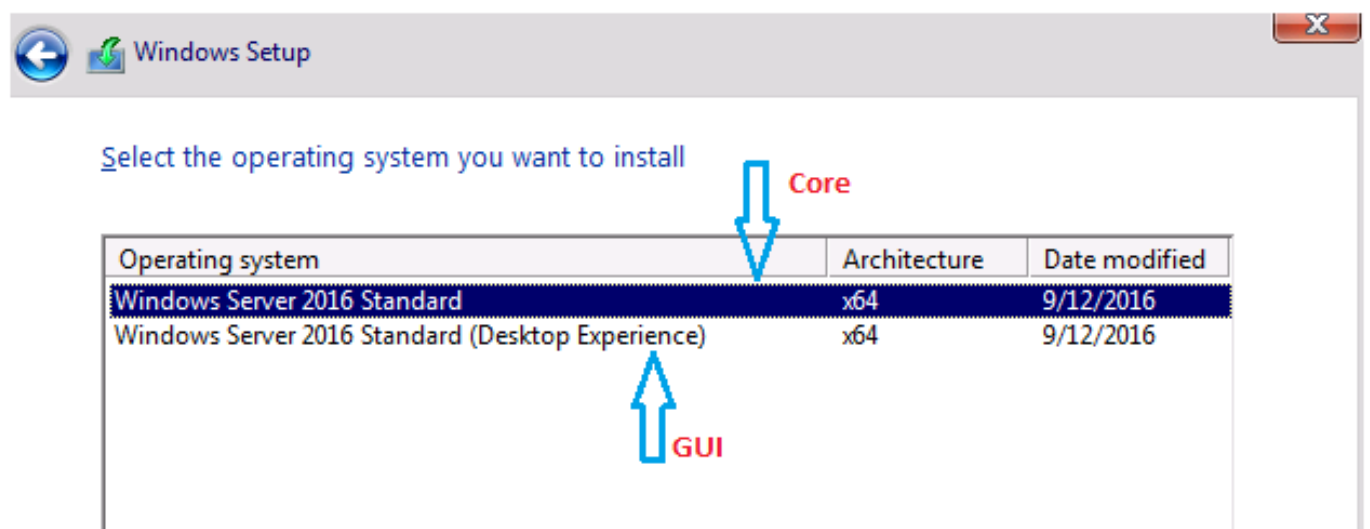 Windows Setup
Select the operating system you want to install
Core
Operating system Architecture Date modified
Windows Server 2016 Standard x64 9/12/2016
Windows Server 2016 Standard (Desktop Experience) x64 9/12/2016
GUI